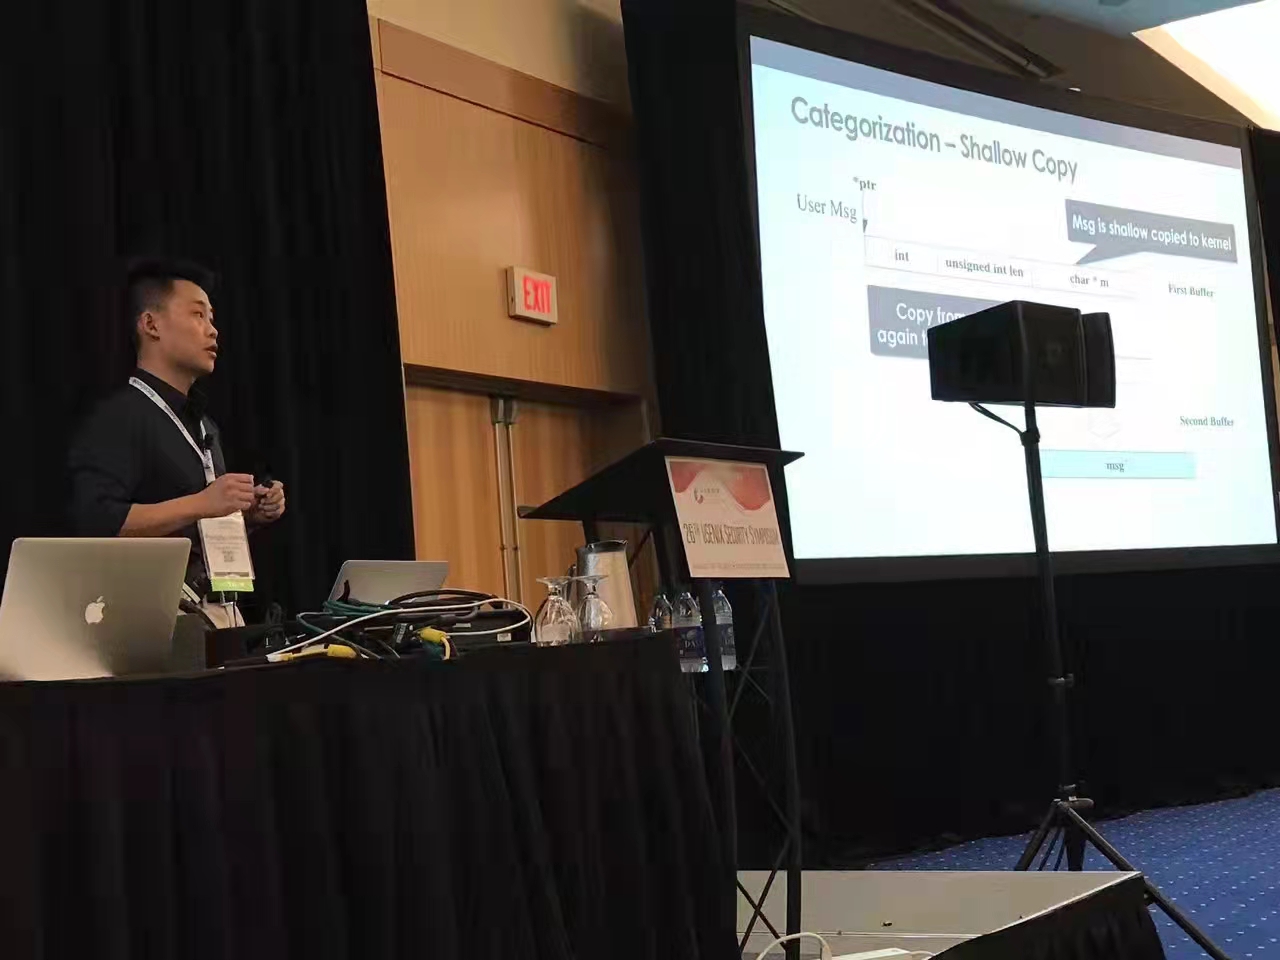 Categorization – Shallow Copy
*ptr
User Msg
Msg is shallow copied to kernel
int
unsigned int len
char * m
First Buffer
Copy from
again
Second Buffer
msg
EXIT
26TH USENIX SECURITY SYMPOSIUM